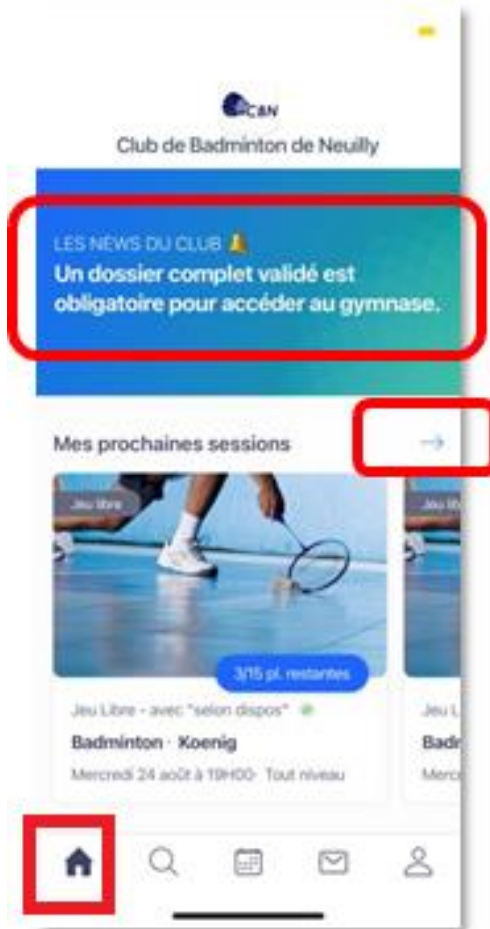 CBN
Club de Badminton de Neuilly
LES NEWS DU CLUB
Un dossier complet validé est
obligatoire pour accéder au gymnase.
Mes prochaines sessions
Jeu libre
3/15 pl. restantes
Jeu Libre - avec "selon dispos"
Jeu L
Badminton · Koenig
Badr
Mercredi 24 août à 19H00· Tout niveau
Merc